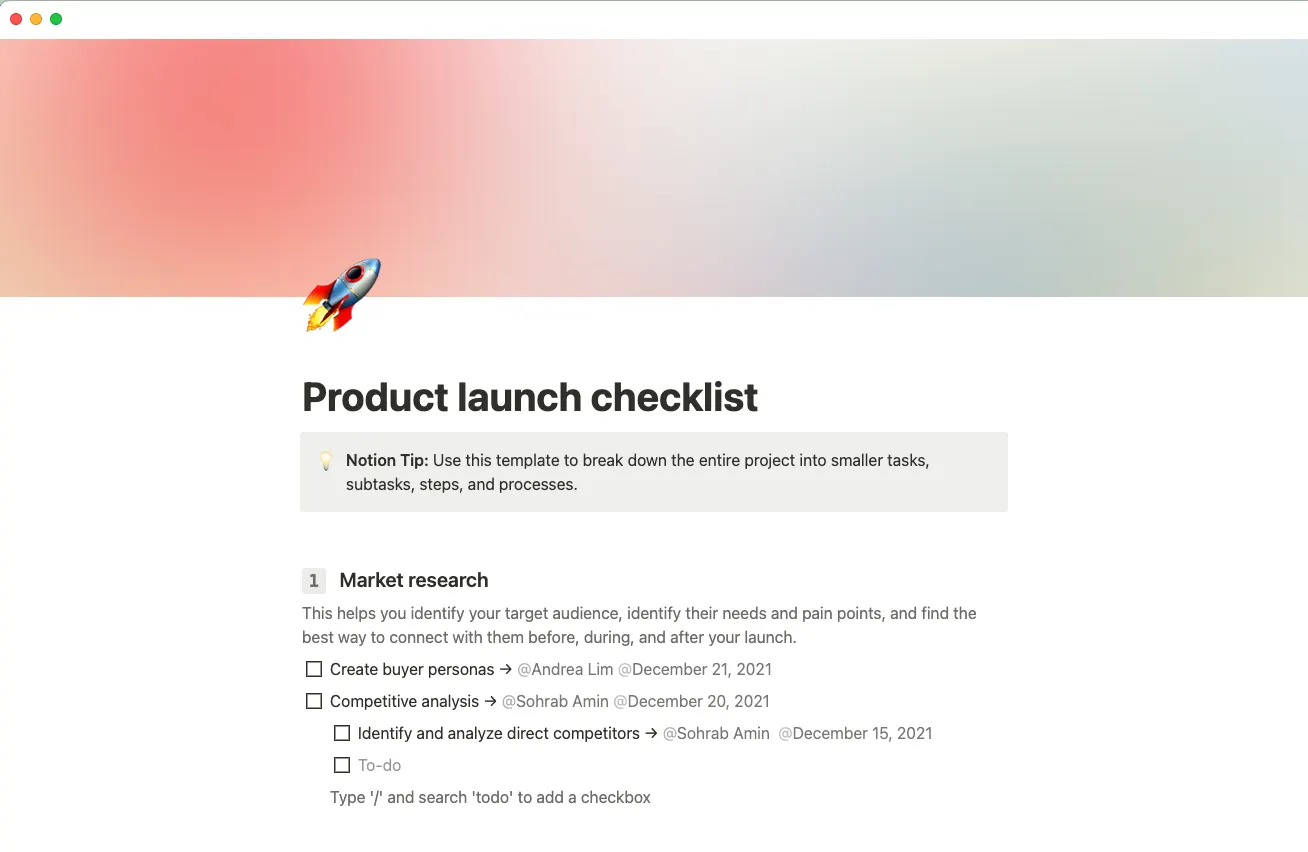 Product launch checklist
Notion Tip: Use this template to break down the entire project into smaller tasks,
subtasks, steps, and processes.
1 Market research
This helps you identify your target audience, identify their needs and pain points, and find the
best way to connect with them before, during, and after your launch.
Create buyer personas → @Andrea Lim @December 21, 2021
Competitive analysis → @Sohrab Amin @December 20, 2021
Identify and analyze direct competitors → @Sohrab Amin @December 15, 2021
To-do
Type '/' and search 'todo' to add a checkbox